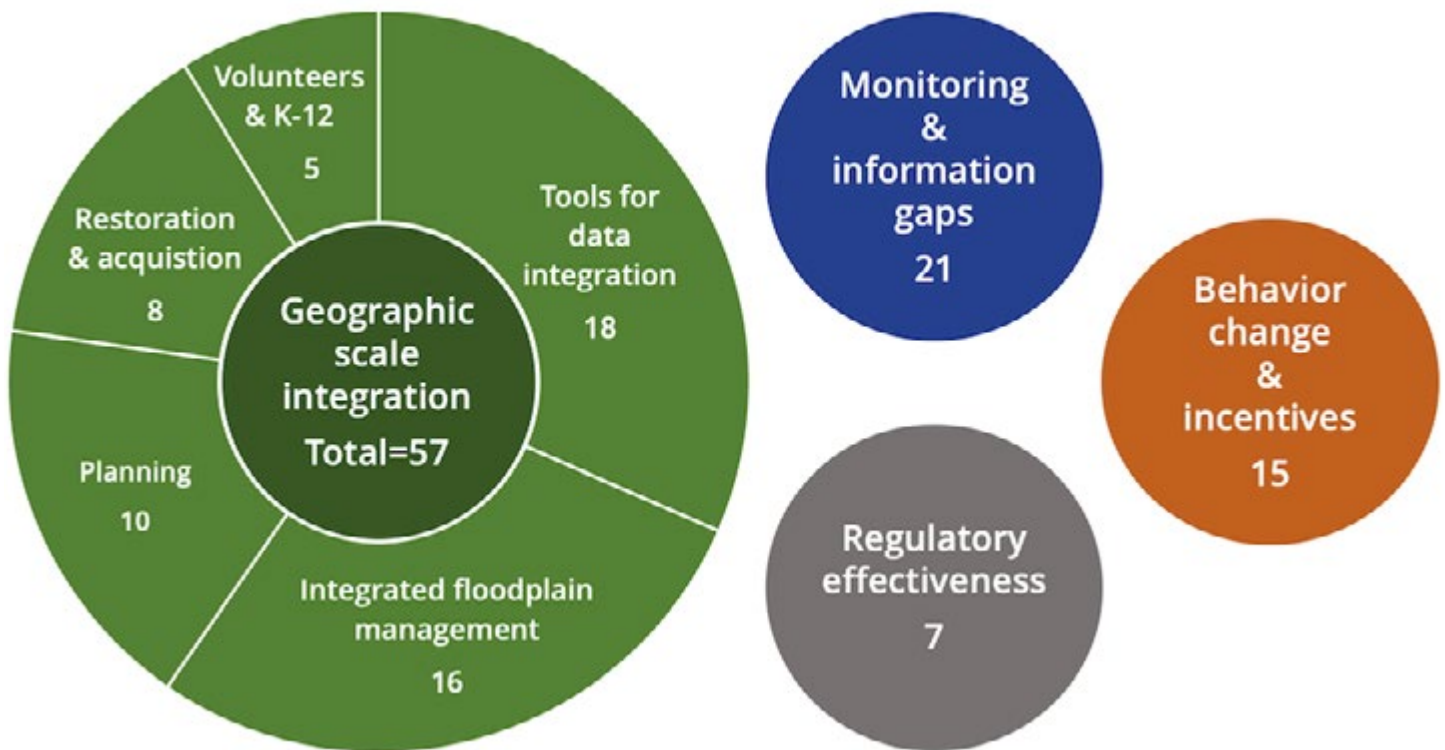 Volunteers
& K-12
5
Tools for
data
integration
18
Integrated floodplain
management
16
Planning
10
Restoration
& acquistion
8
Geographic
scale
integration
Total=57
Monitoring
&
information
gaps
21
Behavior
change
&
incentives
15
Regulatory
effectiveness
7